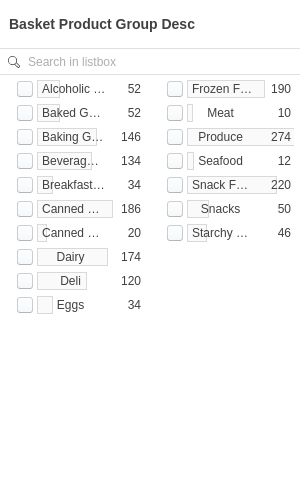 Basket Product Group Desc
Search in listbox
Alcoholic ... 52
Baked G... 52
Baking G... 146
Beverag... 134
Breakfast... 34
Canned ... 186
Canned ... 20
Dairy 174
Deli 120
Eggs 34
Frozen F... 190
Meat 10
Produce 274
Seafood 12
Snack F... 220
Snacks 50
Starchy ... 46